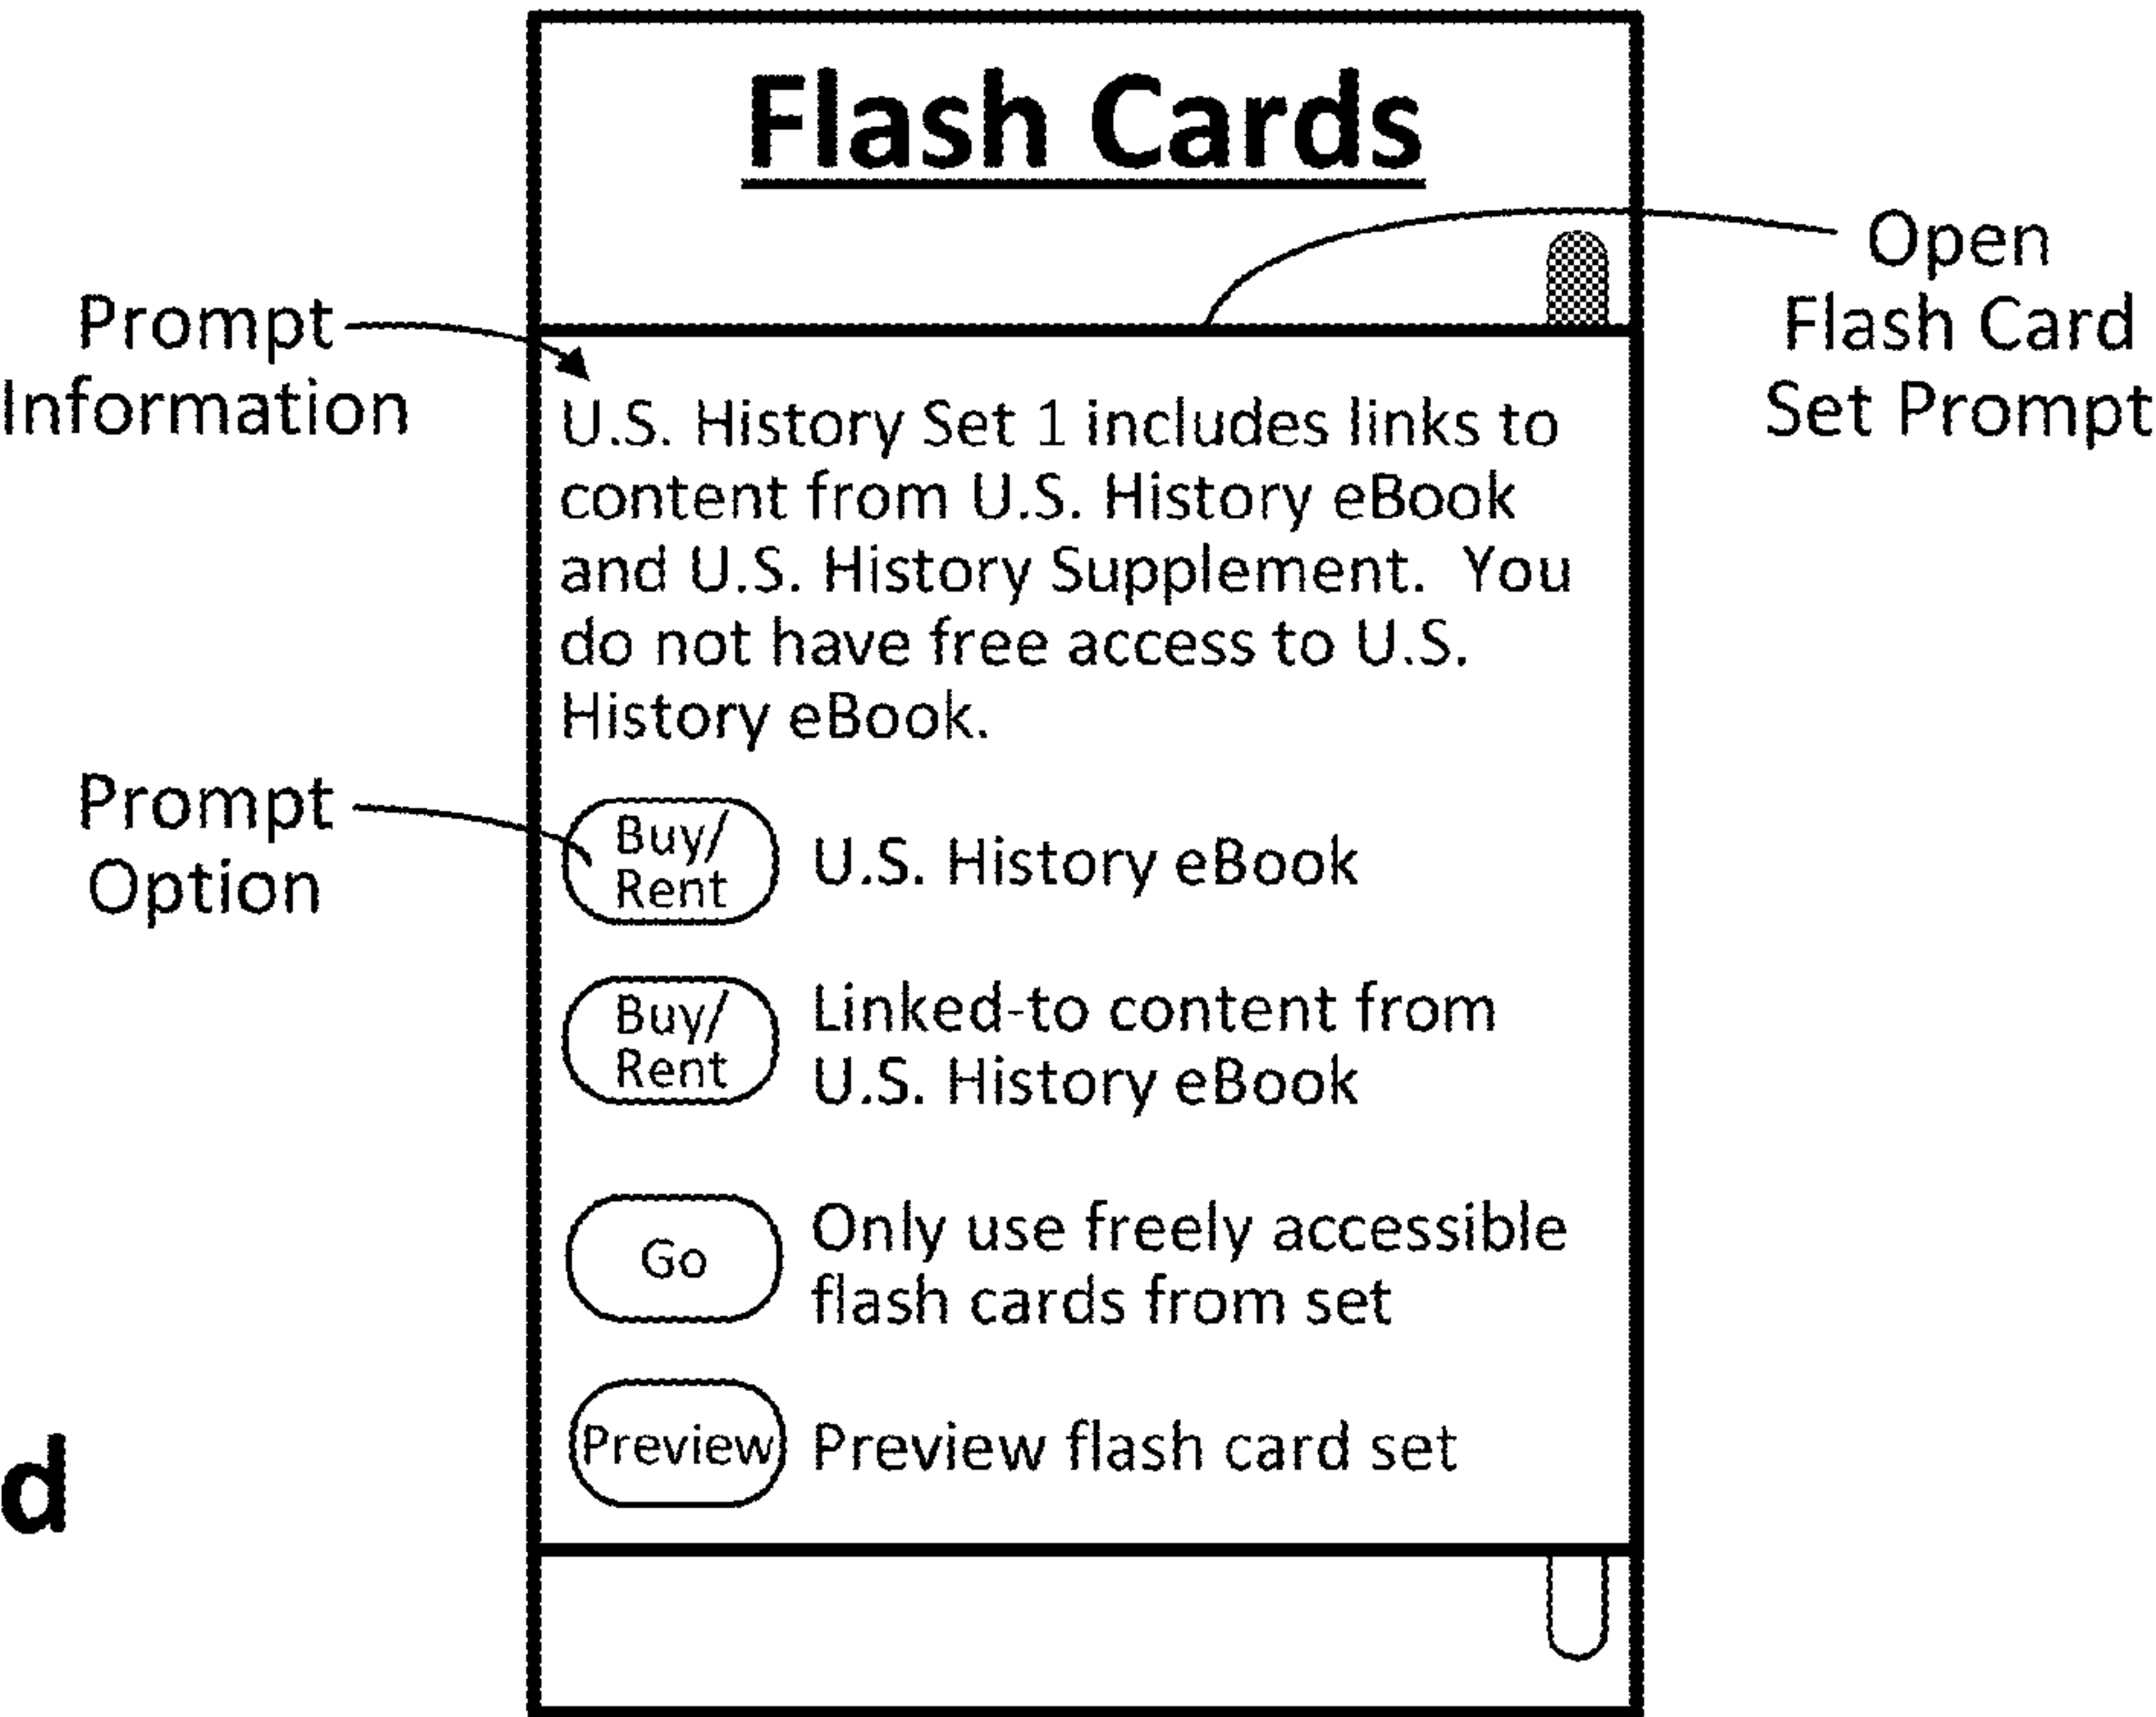 Flash Cards
Open
Flash Card
Set Prompt
Prompt
Information
U.S. History Set 1 includes links to
content from U.S. History eBook
and U.S. History Supplement.  You
do not have free access to U.S.
History eBook.
Prompt
Option
Buy/
Rent
U.S. History eBook
Buy/
Rent
Linked-to content from
U.S. History eBook
Go
Only use freely accessible
flash cards from set
Preview
Preview flash card set
d